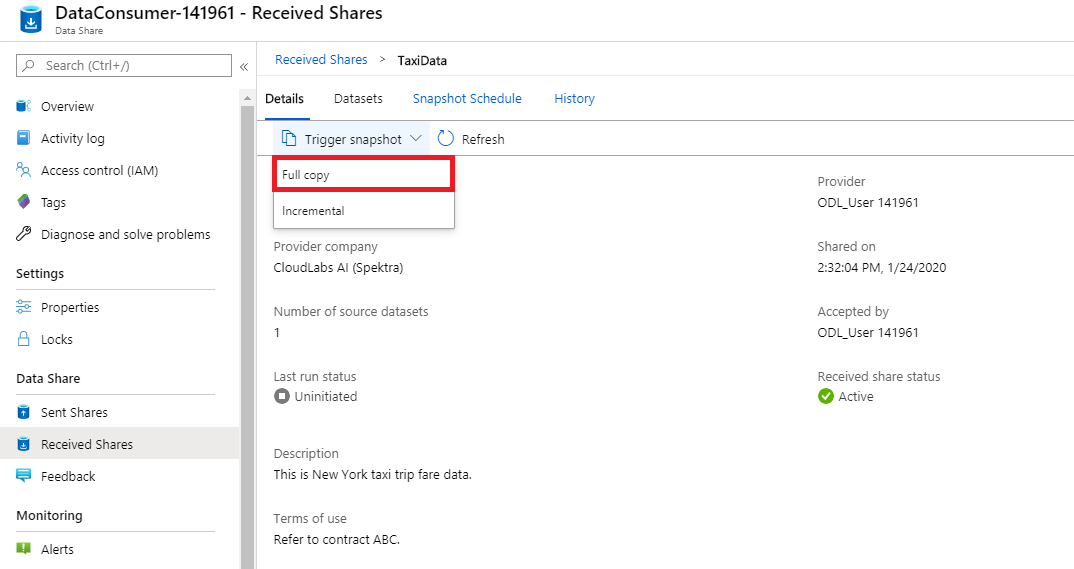 DataConsumer-141961 - Received Shares
Data Share
Search (Ctrl+/)
«
Overview
Activity log
Access control (IAM)
Tags
Diagnose and solve problems
Settings
Properties
Locks
Data Share
Sent Shares
Received Shares
Feedback
Monitoring
Alerts
Received Shares > TaxiData
Details Datasets Snapshot Schedule History
Trigger snapshot Refresh
Full copy
Incremental
Provider
ODL_User 141961
Provider company
CloudLabs AI (Spektra)
Shared on
2:32:04 PM, 1/24/2020
Number of source datasets
1
Accepted by
ODL_User 141961
Last run status
Uninitiated
Received share status
Active
Description
This is New York taxi trip fare data.
Terms of use
Refer to contract ABC.